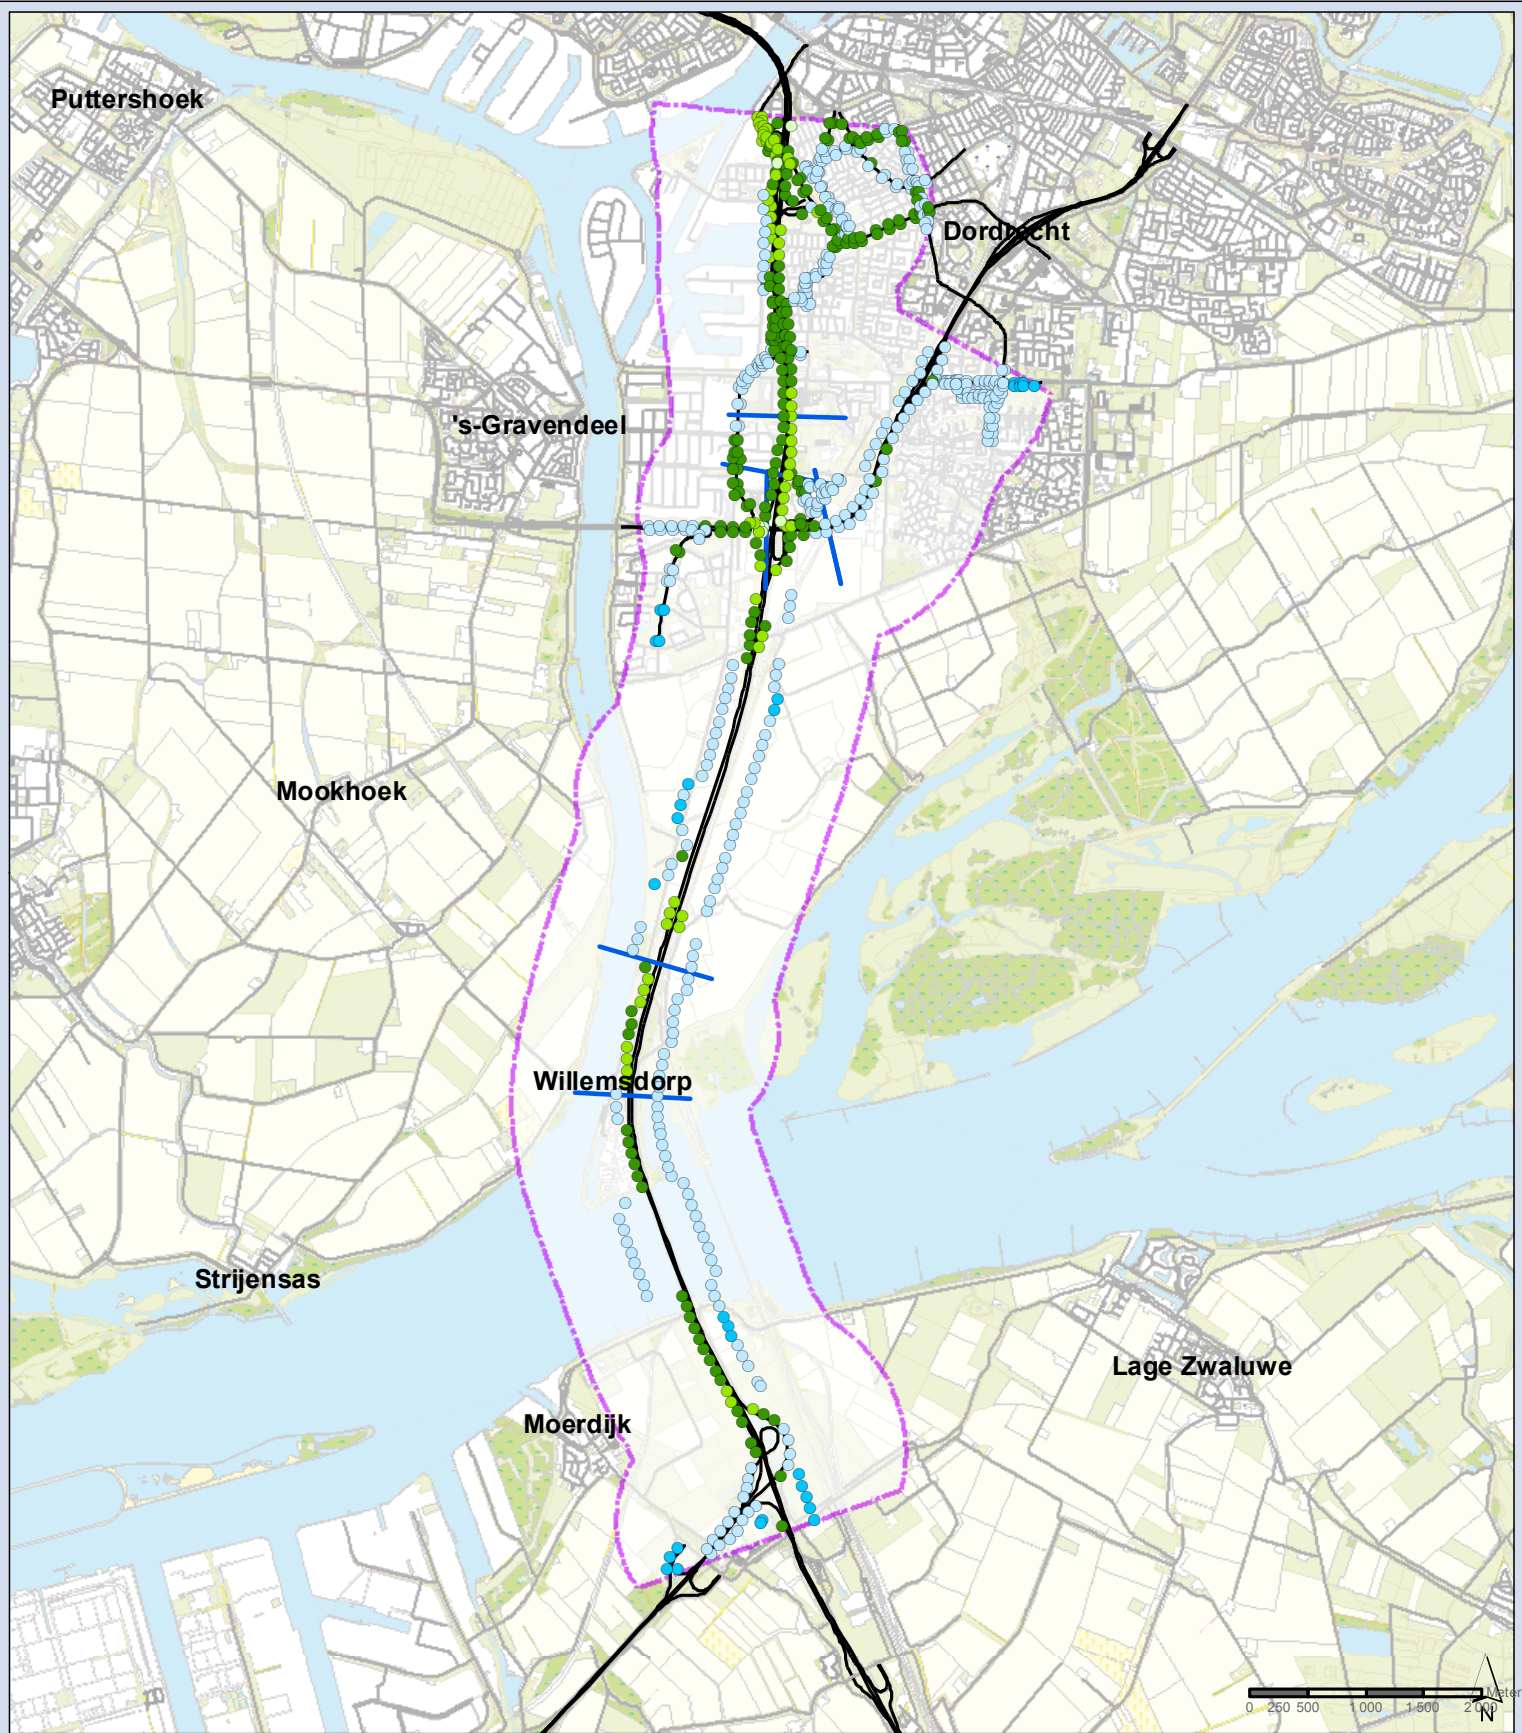 Puttershoek
Dordrecht
's-Gravendeel
Mookhoek
Willemsdorp
Strijensas
Lage Zwaluwe
Moerdijk
Meter
0 250 500 1 000 1 500 2 000
N